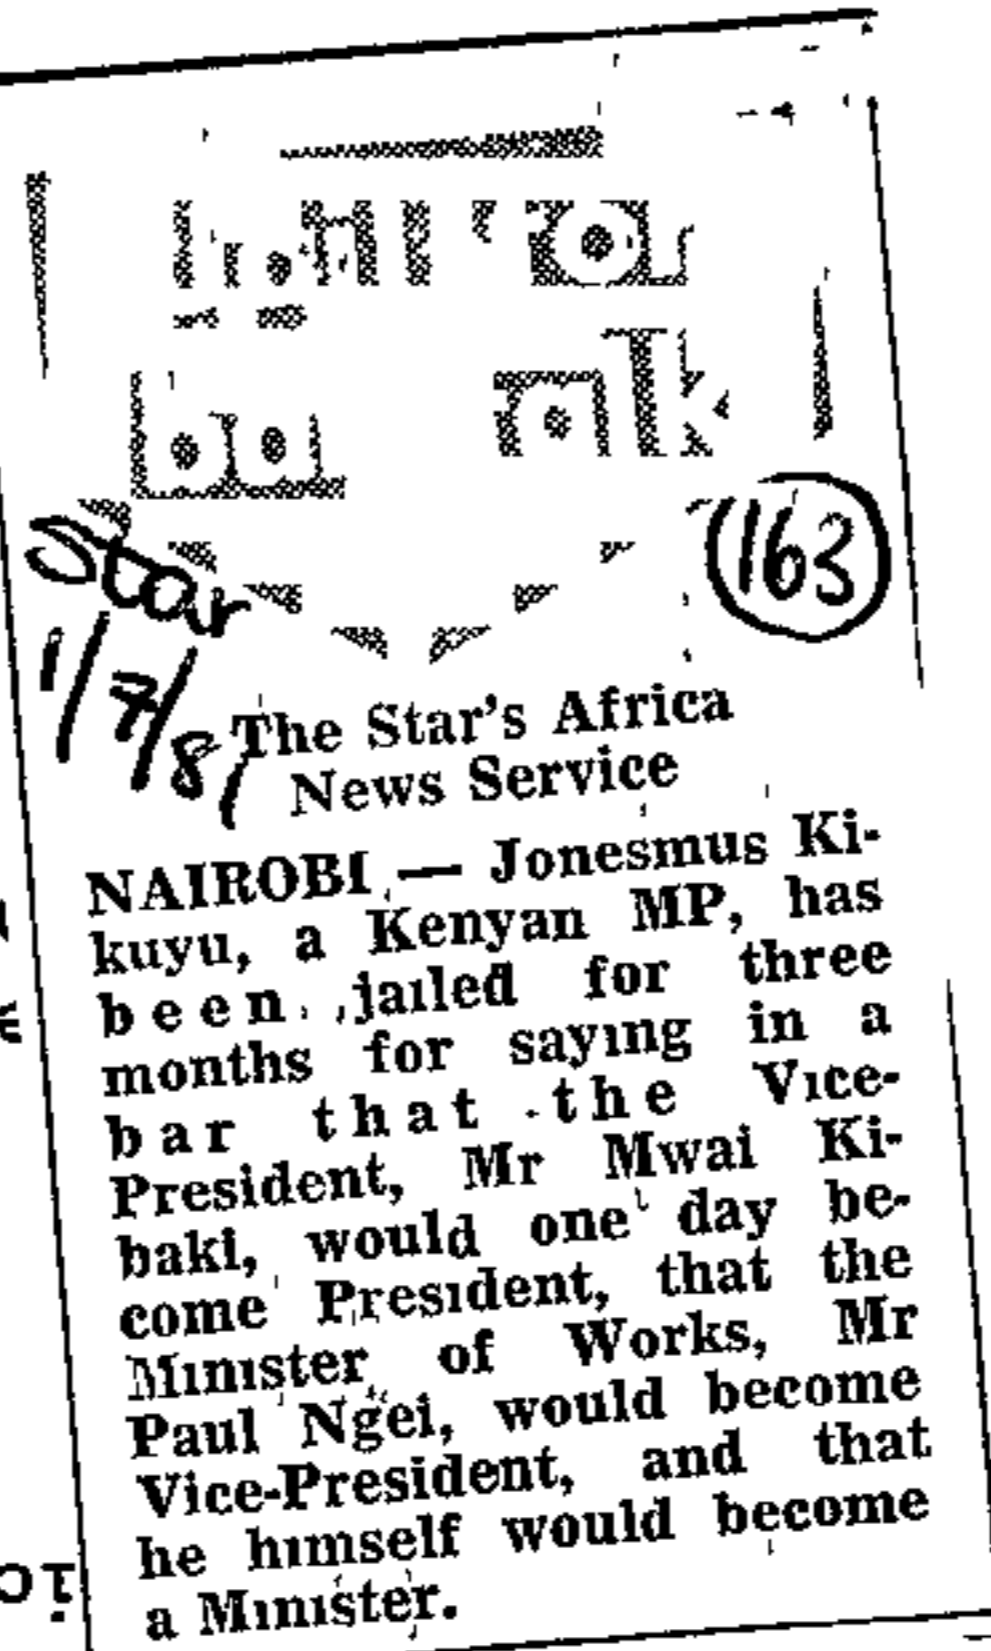 Star
1/7/81
163
The Star's Africa
News Service
NAIROBI — Jonesmus Ki-
kuyu, a Kenyan MP, has
been jailed for three
months for saying in a
bar that the Vice-
President, Mr Mwai Ki-
baki, would one day be-
come President, that the
Minister of Works, Mr
Paul Ngei, would become
Vice-President, and that
he himself would become
a Minister.